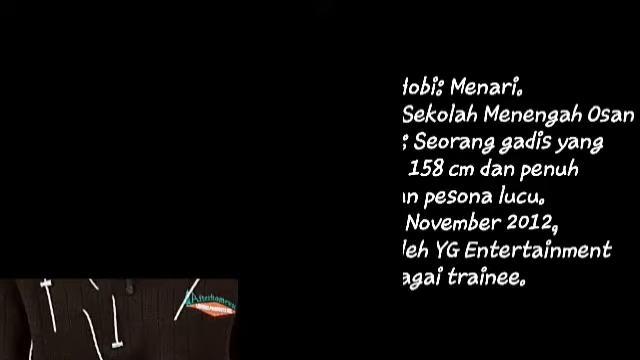 Hobi: Menari.
Sekolah Menengah Osan
: Seorang gadis yang
158 cm dan penuh
an pesona lucu.
November 2012,
leh YG Entertainment
agai trainee.